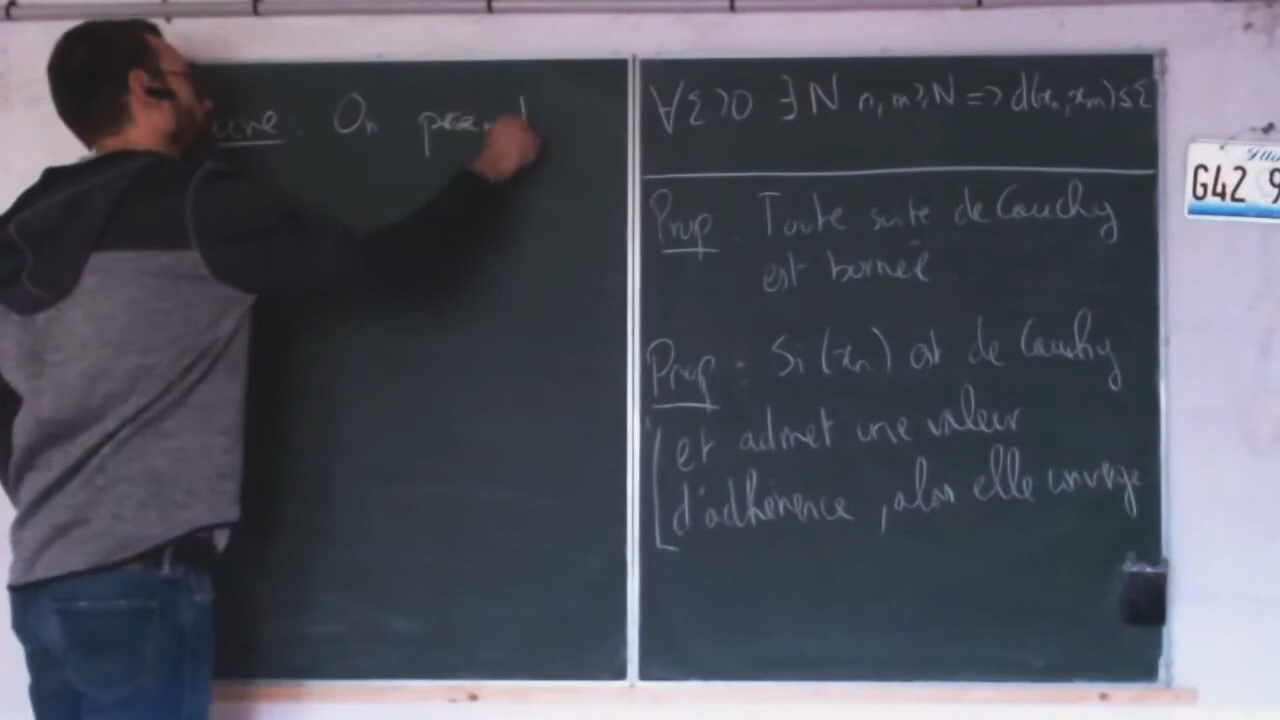 On prend
∀ε>0 ∃N n,m≥N => d(xn,xm)≤ε
Prop. Toute suite de Cauchy
est bornée
Prop. Si (xn) est de Cauchy
et admet une valeur
d'adhérence, alors elle converge
G42 9